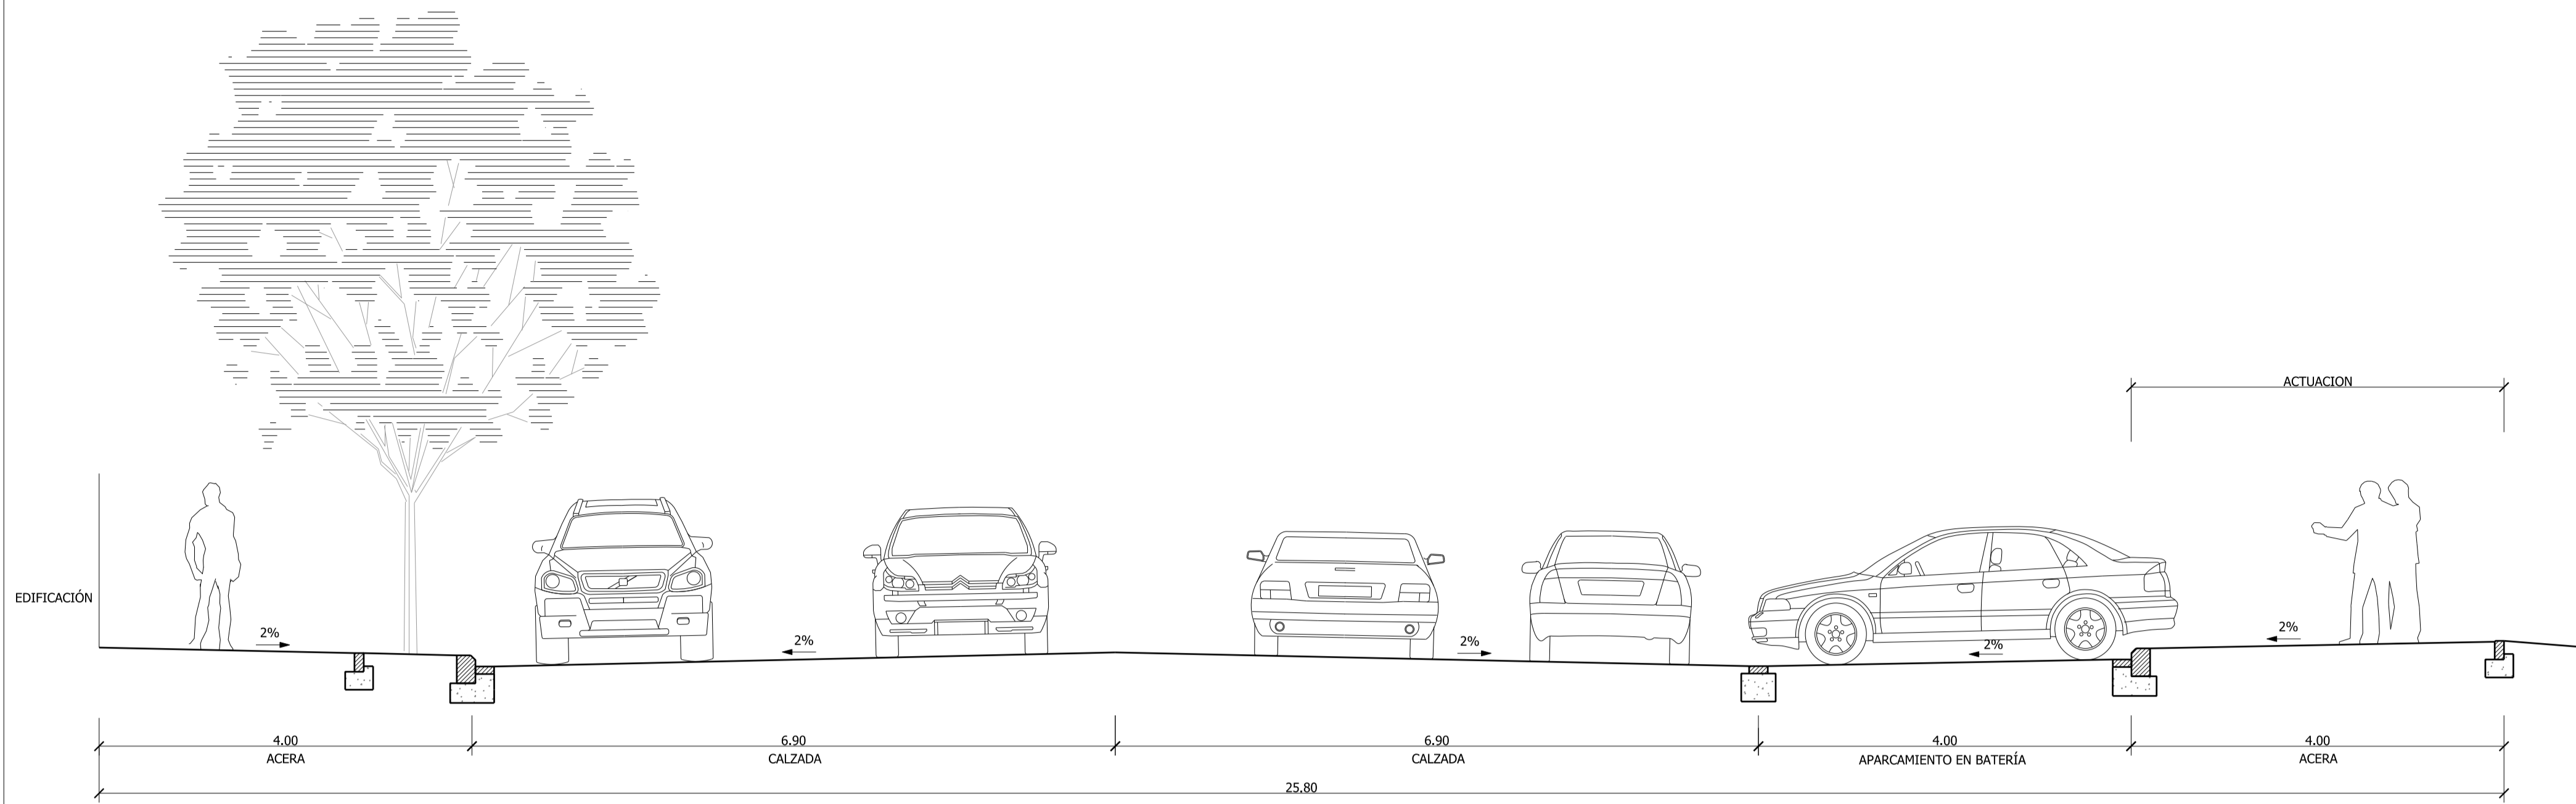 ACTUACION
EDIFICACIÓN
2%
2%
2%
2%
2%
4.00
ACERA
6.90
CALZADA
6.90
CALZADA
4.00
APARCAMIENTO EN BATERÍA
4.00
ACERA
25.80